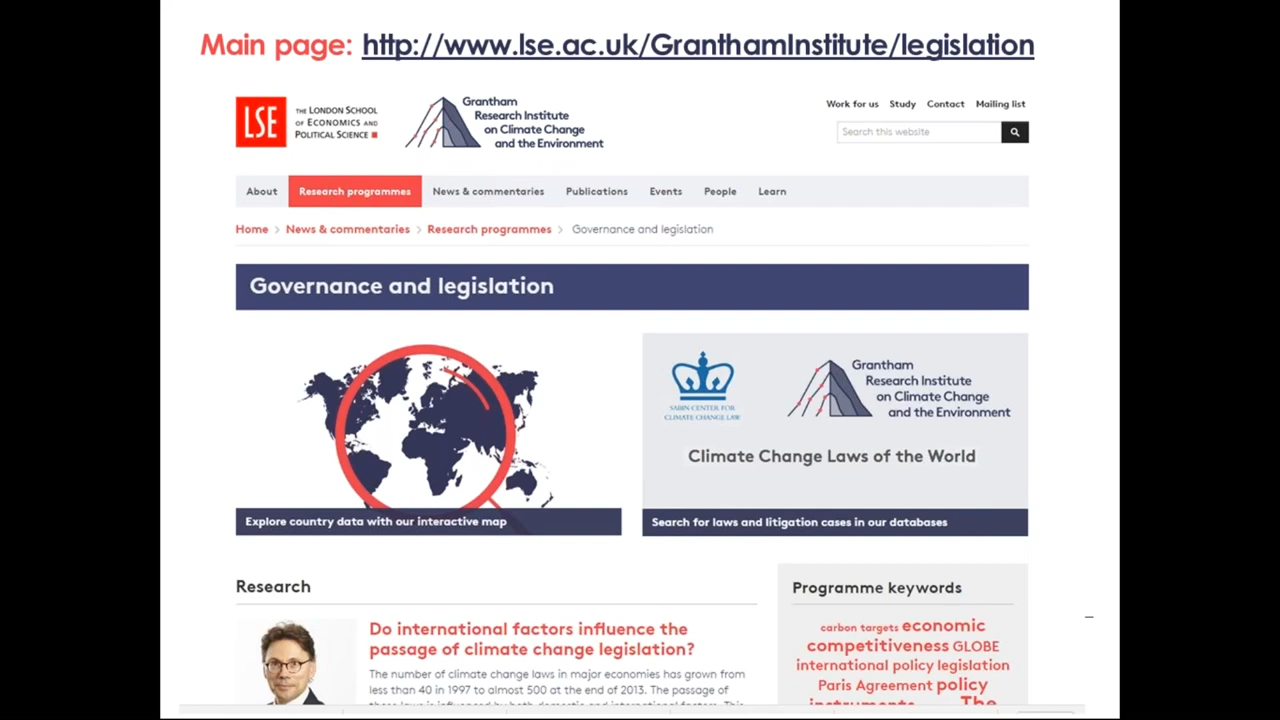 Main page: http://www.lse.ac.uk/GranthamInstitute/legislation
LSE
THE LONDON SCHOOL
OF ECONOMICS AND
POLITICAL SCIENCE
Grantham
Research Institute
on Climate Change
and the Environment
Work for us Study Contact Mailing list
Search this website
About Research programmes News & commentaries Publications Events People Learn
Home > News & commentaries > Research programmes > Governance and legislation
Governance and legislation
Explore country data with our interactive map
SABIN CENTER FOR
CLIMATE CHANGE LAW
Grantham
Research Institute
on Climate Change
and the Environment
Climate Change Laws of the World
Search for laws and litigation cases in our databases
Research
Do international factors influence the
passage of climate change legislation?
The number of climate change laws in major economies has grown from
less than 40 in 1997 to almost 500 at the end of 2013. The passage of
Programme keywords
carbon targets economic
competitiveness GLOBE
international policy legislation
Paris Agreement policy
instruments The